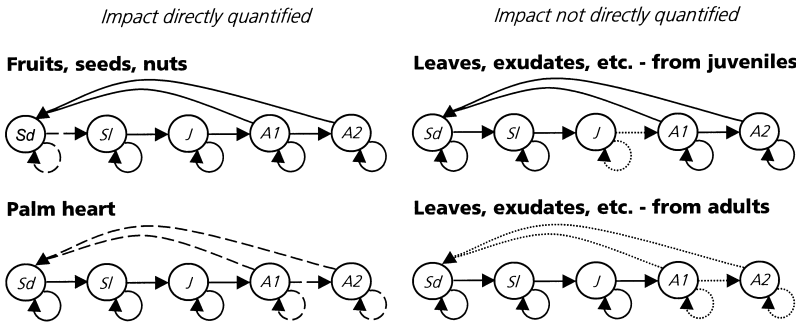 Impact directly quantified
Impact not directly quantified
Fruits, seeds, nuts
Leaves, exudates, etc. - from juveniles
Sd Sl J A1 A2
Sd Sl J A1 A2
Palm heart
Leaves, exudates, etc. - from adults
Sd Sl J A1 A2
Sd Sl J A1 A2